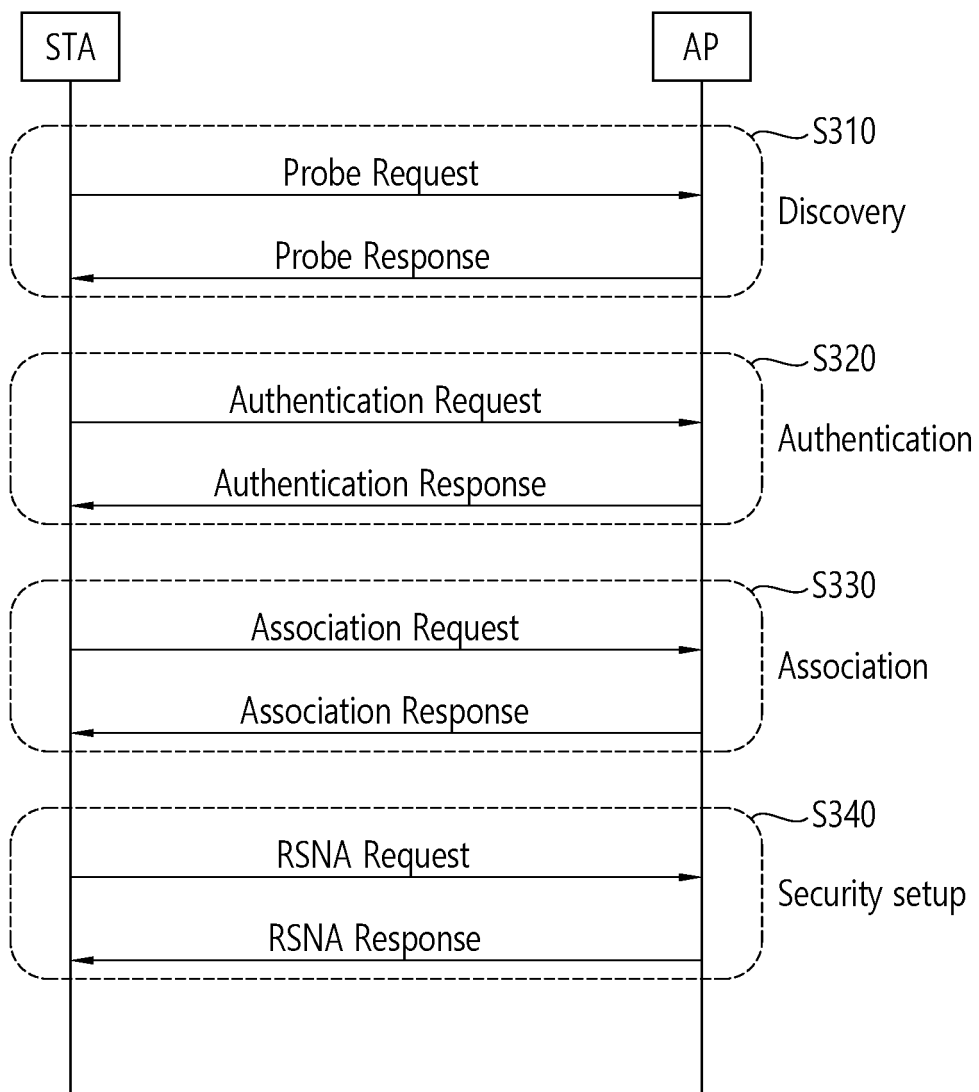 STA
AP
S310
Probe Request
Discovery
Probe Response
S320
Authentication Request
Authentication
Authentication Response
S330
Association Request
Association
Association Response
S340
RSNA Request
Security setup
RSNA Response